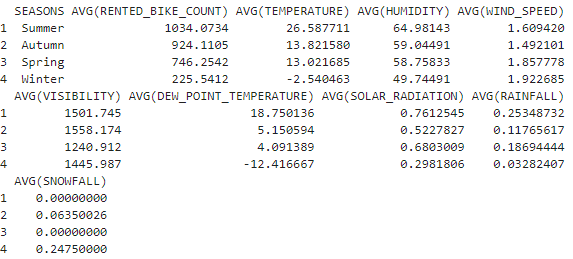 SEASONS AVG(RENTED_BIKE_COUNT) AVG(TEMPERATURE) AVG(HUMIDITY) AVG(WIND_SPEED)
1 Summer 1034.0734 26.587711 64.98143 1.609420
2 Autumn 924.1105 13.821580 59.04491 1.492101
3 Spring 746.2542 13.021685 58.75833 1.857778
4 Winter 225.5412 -2.540463 49.74491 1.922685
AVG(VISIBILITY) AVG(DEW_POINT_TEMPERATURE) AVG(SOLAR_RADIATION) AVG(RAINFALL)
1 1501.745 18.750136 0.7612545 0.25348732
2 1558.174 5.150594 0.5227827 0.11765617
3 1240.912 4.091389 0.6803009 0.18694444
4 1445.987 -12.416667 0.2981806 0.03282407
AVG(SNOWFALL)
1 0.00000000
2 0.06350026
3 0.00000000
4 0.24750000